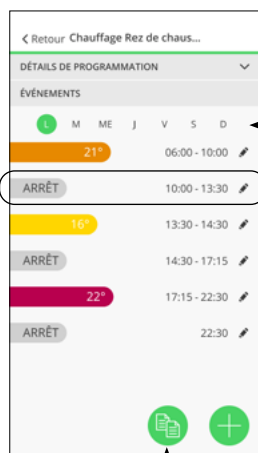 Retour Chauffage Rez de chaus...
DÉTAILS DE PROGRAMMATION
ÉVÉNEMENTS
L M ME J V S D
21° 06:00 - 10:00
ARRÊT 10:00 - 13:30
16° 13:30 - 14:30
ARRÊT 14:30 - 17:15
22° 17:15 - 22:30
ARRÊT 22:30